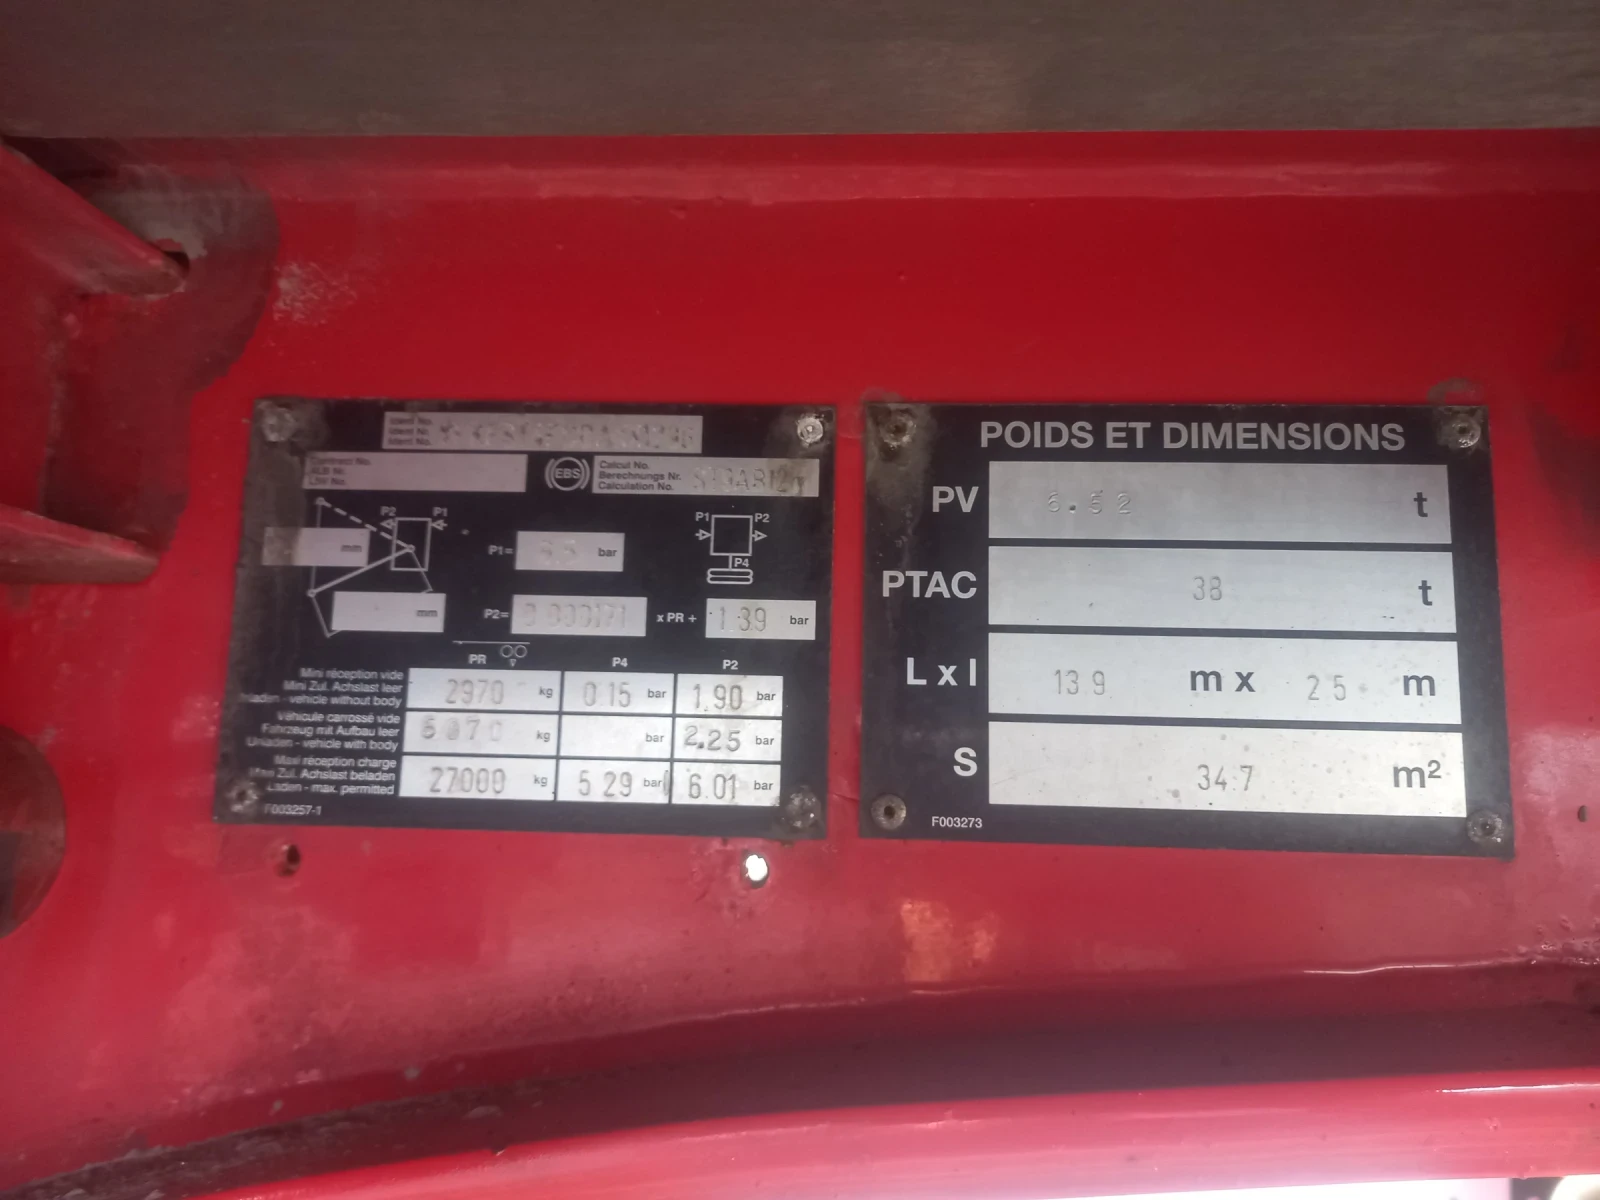 Ident No.
Ident Nr.
Ident No.
Contract No.
ALB Nr.
LSV No.
EBS
Calcul No.
Berechnungs Nr.
Calculation No.
P2 P1
mm
mm
P1= bar
P1 P2
P4
P2= x PR + 1.39 bar
PR P4 P2
Mini réception vide
Mini Zul. Achslast leer
Unladen - vehicle without body
2970 kg 0.15 bar 1.90 bar
Véhicule carrossé vide
Fahrzeug mit Aufbau leer
Unladen - vehicle with body
kg bar 2.25 bar
Maxi réception charge
Maxi Zul. Achslast beladen
Laden - max. permitted
27000 kg 5 29 bar 6.01 bar
F003257-1
POIDS ET DIMENSIONS
PV 6.52 t
PTAC 38 t
L x l 13 9 m x 2 5 m
S 34.7 m²
F003273